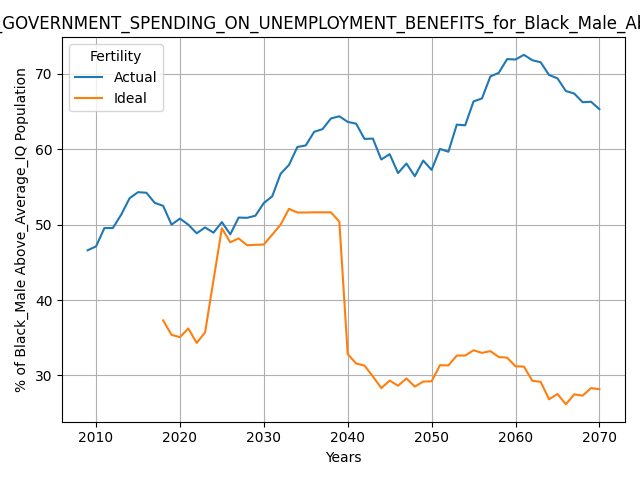 _GOVERNMENT_SPENDING_ON_UNEMPLOYMENT_BENEFITS_for_Black_Male_Ab
Fertility
Actual
Ideal
% of Black_Male Above_Average_IQ Population
70
60
50
40
30
2010 2020 2030 2040 2050 2060 2070
Years